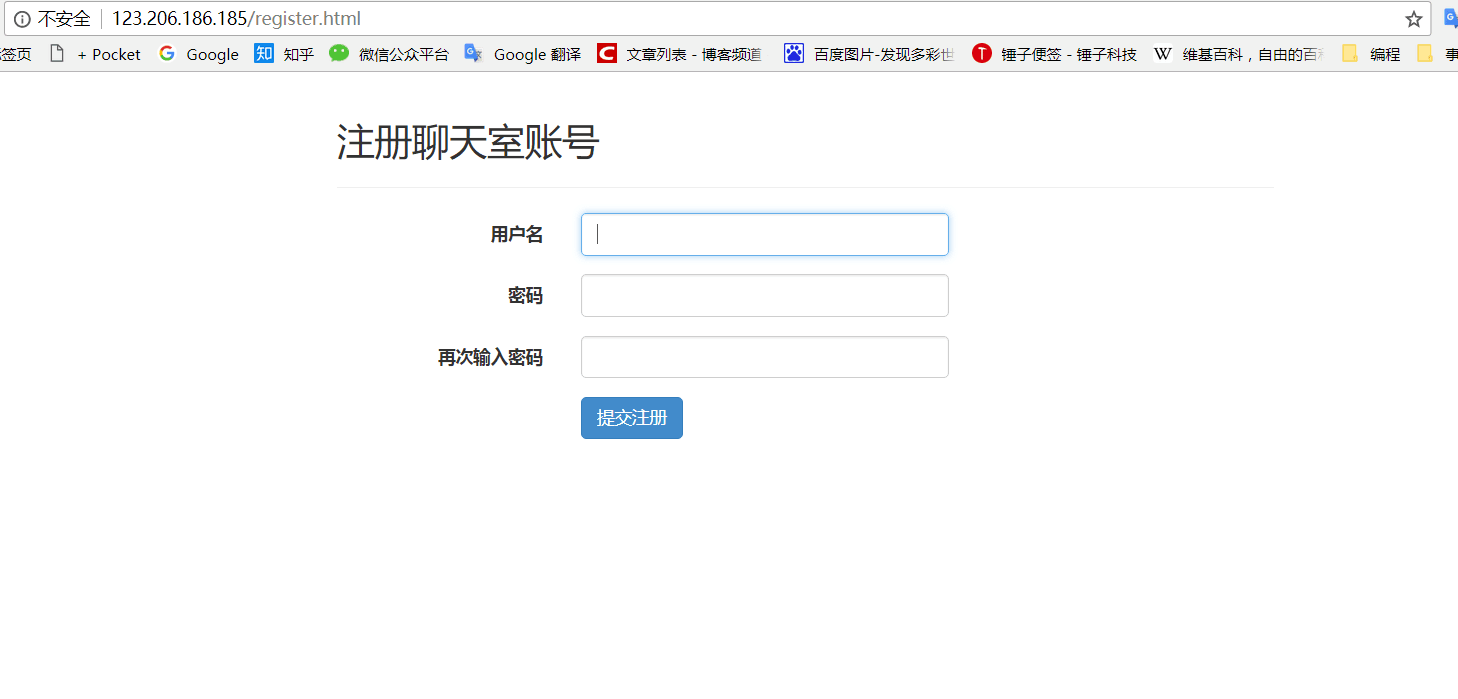 不安全 123.206.186.185/register.html
签页 + Pocket Google 知 知乎 微信公众平台 Google 翻译 C 文章列表 - 博客频道 百度图片-发现多彩世 T 锤子便签 - 锤子科技 W 维基百科，自由的百 编程 事
注册聊天室账号
用户名
密码
再次输入密码
提交注册